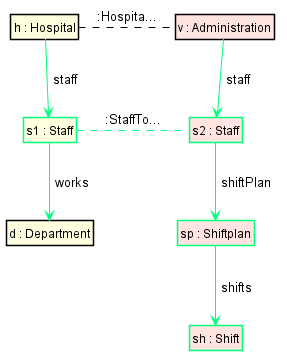 :Hospita...
h : Hospital
v : Administration
staff
staff
:StaffTo...
s1 : Staff
s2 : Staff
works
shiftPlan
d : Department
sp : Shiftplan
shifts
sh : Shift